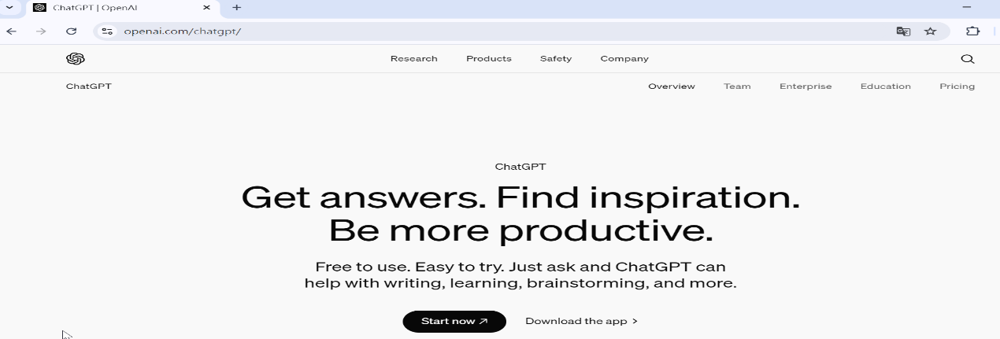 ChatGPT | OpenAI
openai.com/chatgpt/
Research Products Safety Company
ChatGPT Overview Team Enterprise Education Pricing
ChatGPT
Get answers. Find inspiration.
Be more productive.
Free to use. Easy to try. Just ask and ChatGPT can
help with writing, learning, brainstorming, and more.
Start now ↗ Download the app >